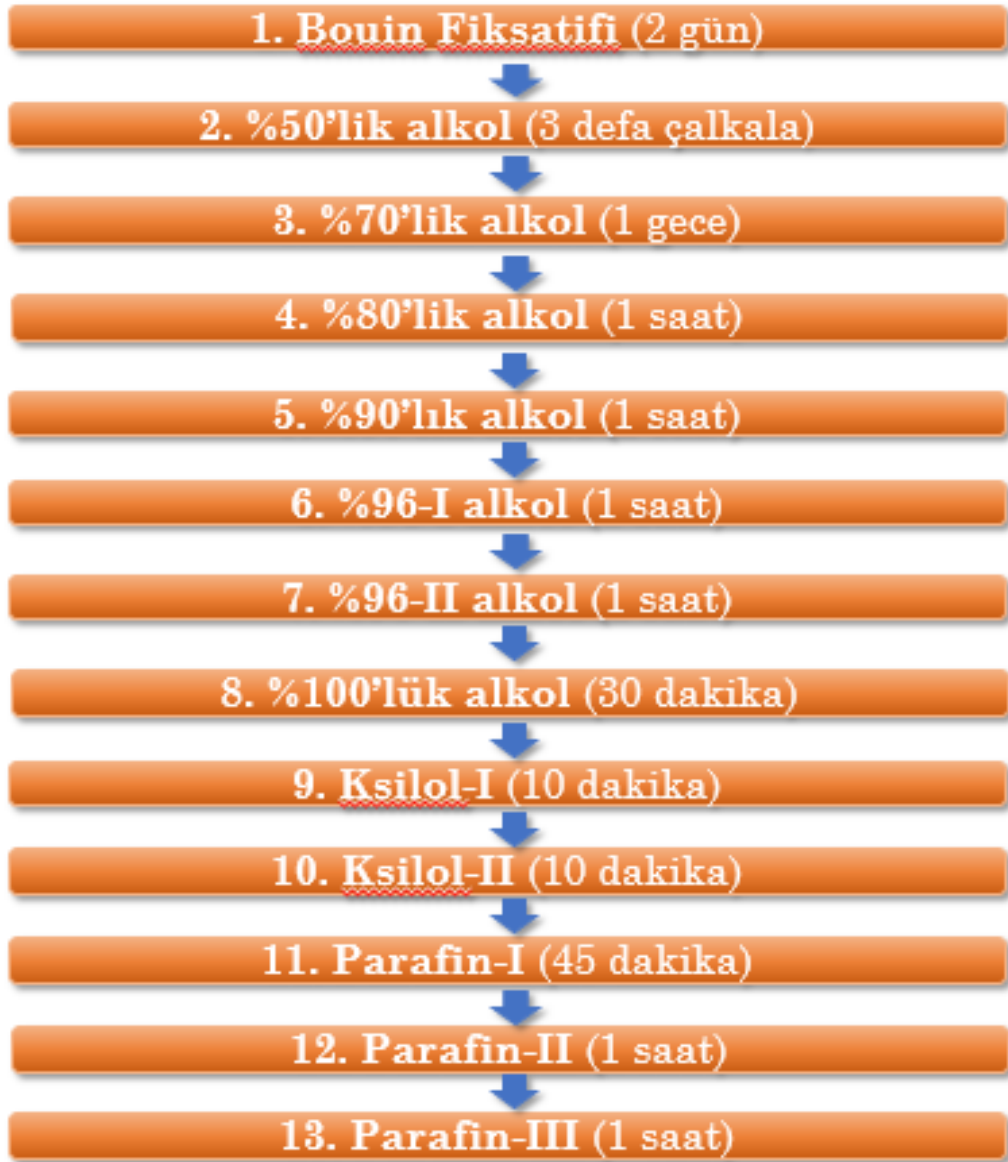 1. Bouin Fiksatifi (2 gün)
2. %50’lik alkol (3 defa çalkala)
3. %70’lik alkol (1 gece)
4. %80’lik alkol (1 saat)
5. %90’lık alkol (1 saat)
6. %96-I alkol (1 saat)
7. %96-II alkol (1 saat)
8. %100’lük alkol (30 dakika)
9. Ksilol-I (10 dakika)
10. Ksilol-II (10 dakika)
11. Parafin-I (45 dakika)
12. Parafin-II (1 saat)
13. Parafin-III (1 saat)